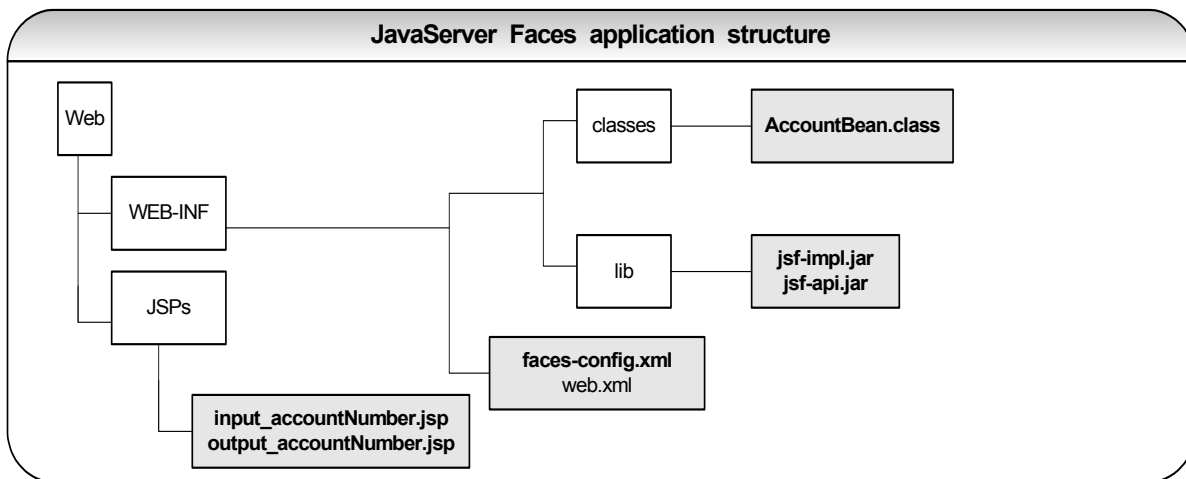 JavaServer Faces application structure
Web
WEB-INF
JSPs
input_accountNumber.jsp
output_accountNumber.jsp
classes
AccountBean.class
lib
jsf-impl.jar
jsf-api.jar
faces-config.xml
web.xml